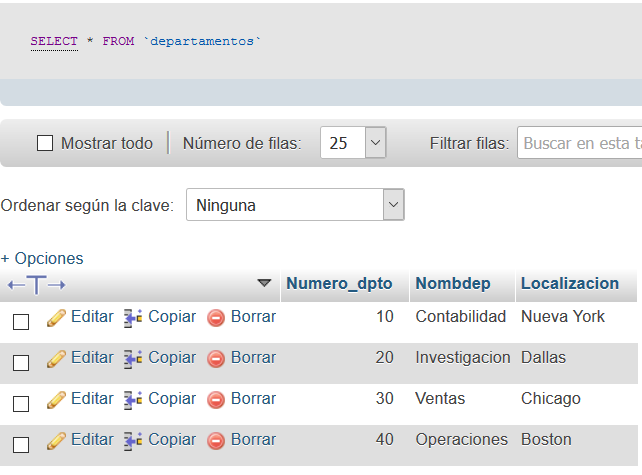 SELECT * FROM `departamentos`
Mostrar todo Número de filas: 25 Filtrar filas: Buscar en esta
Ordenar según la clave: Ninguna
+ Opciones
Numero_dpto Nombdep Localizacion
Editar Copiar Borrar 10 Contabilidad Nueva York
Editar Copiar Borrar 20 Investigacion Dallas
Editar Copiar Borrar 30 Ventas Chicago
Editar Copiar Borrar 40 Operaciones Boston